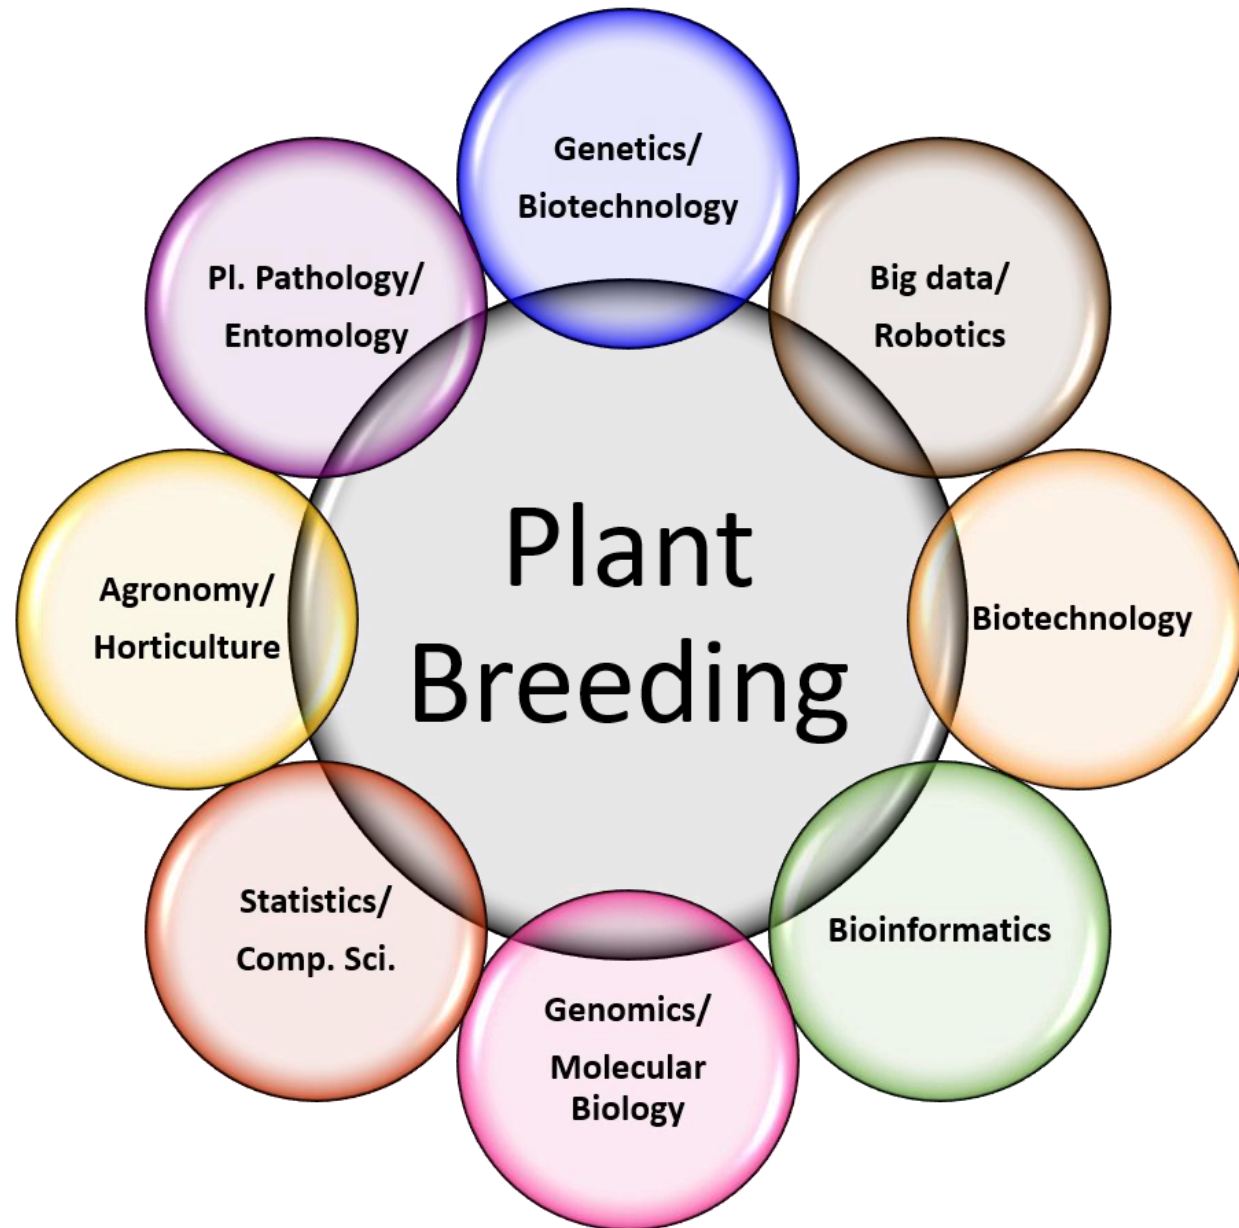 Genetics/
Biotechnology
Big data/
Robotics
Biotechnology
Bioinformatics
Genomics/
Molecular
Biology
Statistics/
Comp. Sci.
Agronomy/
Horticulture
Pl. Pathology/
Entomology
Plant
Breeding